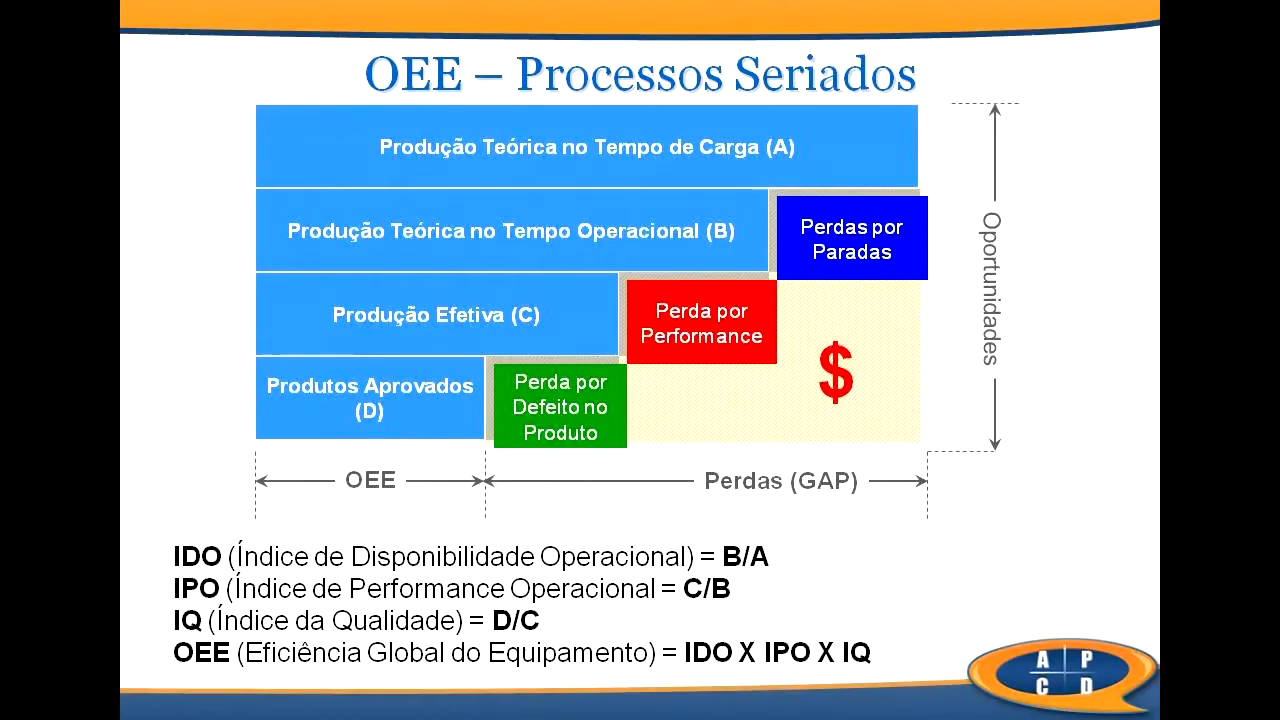 OEE – Processos Seriados
Produção Teórica no Tempo de Carga (A)
Produção Teórica no Tempo Operacional (B)
Perdas por
Paradas
Produção Efetiva (C)
Perda por
Performance
Produtos Aprovados
(D)
Perda por
Defeito no
Produto
$
Oportunidades
OEE
Perdas (GAP)
IDO (Índice de Disponibilidade Operacional) = B/A
IPO (Índice de Performance Operacional = C/B
IQ (Índice da Qualidade) = D/C
OEE (Eficiência Global do Equipamento) = IDO X IPO X IQ
A P
C D